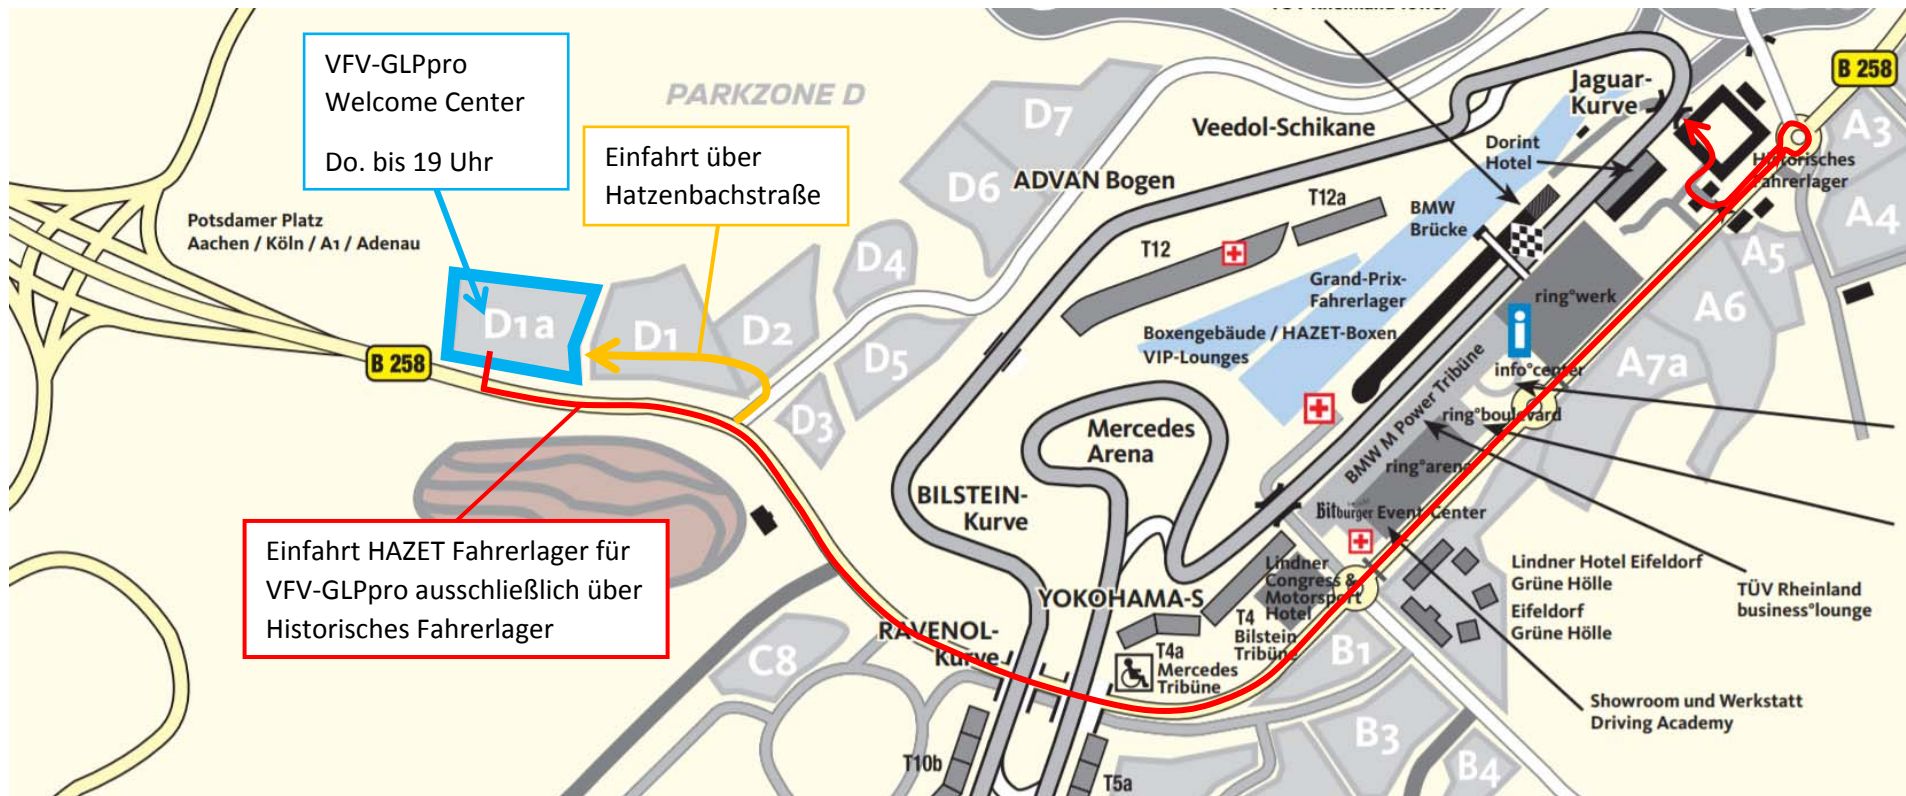 VFV-GLPpro
Welcome Center
Do. bis 19 Uhr
PARKZONE D
Einfahrt über
Hatzenbachstraße
Potsdamer Platz
Aachen / Köln / A1 / Adenau
B 258
D1a
D1
D2
D3
D4
D5
D6
D7
ADVAN Bogen
Veedol-Schikane
Jaguar-
Kurve
B 258
Dorint
Hotel
Historisches
Fahrerlager
A3
A4
A5
A6
A7a
T12a
T12
BMW
Brücke
Grand-Prix-
Fahrerlager
Boxengebäude / HAZET-Boxen
VIP-Lounges
ring°werk
i
info°center
ring°boulevard
BMW M Power Tribüne
ring°arena
Bitburger Event-Center
Mercedes
Arena
BILSTEIN-
Kurve
Einfahrt HAZET Fahrerlager für
VFV-GLPpro ausschließlich über
Historisches Fahrerlager
YOKOHAMA-S
RAVENOL-
Kurve
Lindner
Congress &
Motorsport
Hotel
T4
Bilstein
Tribüne
T4a
Mercedes
Tribüne
Lindner Hotel Eifeldorf
Grüne Hölle
Eifeldorf
Grüne Hölle
TÜV Rheinland
business°lounge
Showroom und Werkstatt
Driving Academy
C8
B1
B3
B4
T10b
T5a